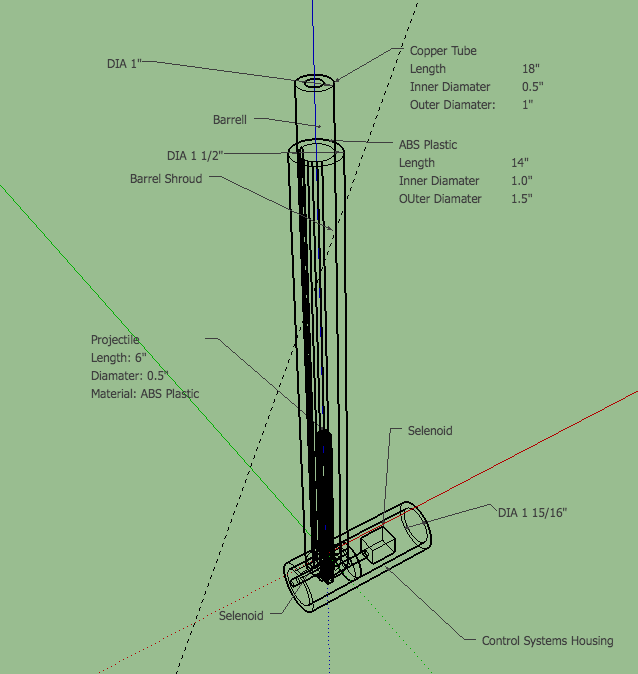 Copper Tube
Length 18"
Inner Diamater 0.5"
Outer Diamater: 1"
DIA 1"
Barrell
ABS Plastic
Length 14"
Inner Diamater 1.0"
OUter Diamater 1.5"
DIA 1 1/2"
Barrel Shroud
Projectile
Length: 6"
Diamater: 0.5"
Material: ABS Plastic
Selenoid
DIA 1 15/16"
Selenoid
Control Systems Housing